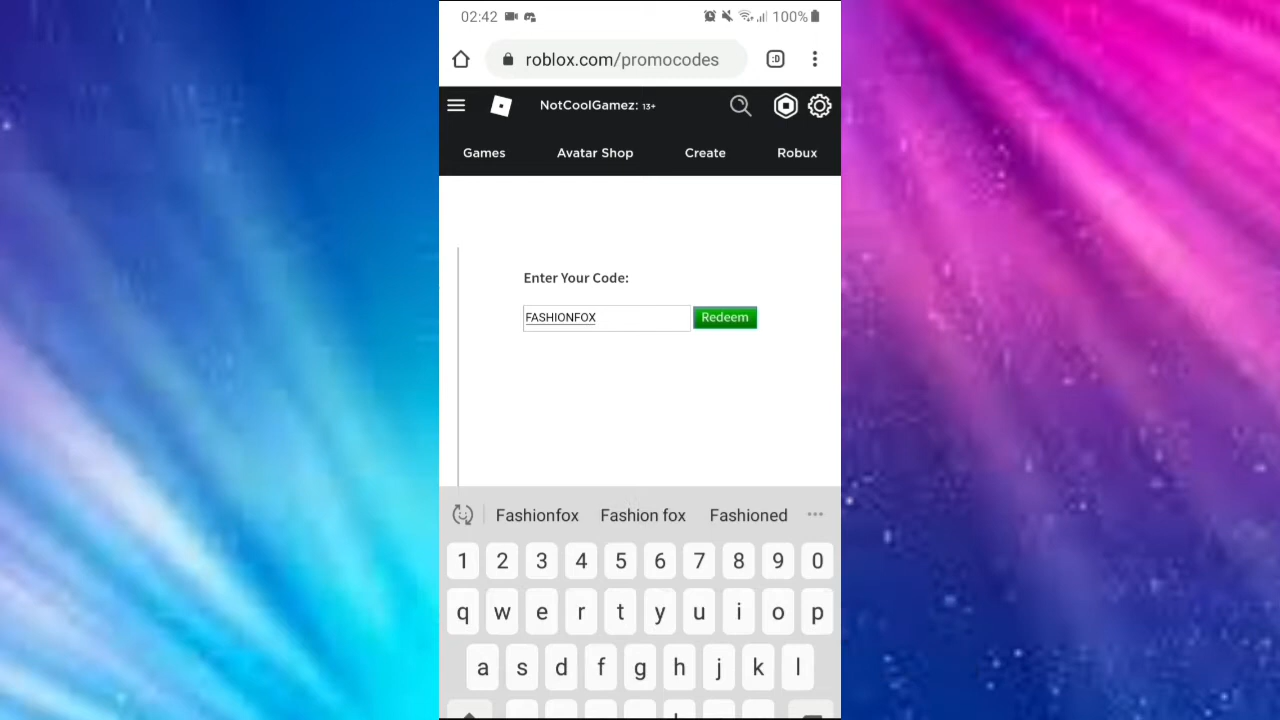 02:42 100%
:D
roblox.com/promocodes
NotCoolGamez: 13+
Games Avatar Shop Create Robux
Enter Your Code:
FASHIONFOX Redeem
Fashionfox Fashion fox Fashioned ...
1 2 3 4 5 6 7 8 9 0
q w e r t y u i o p
a s d f g h j k l